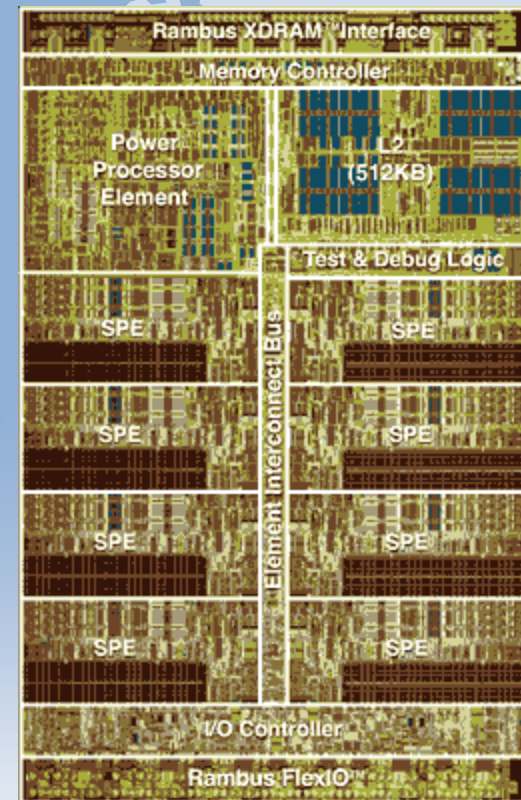 Rambus XDRAM™ Interface
Memory Controller
Power
Processor
Element
L2
(512KB)
Test & Debug Logic
Element Interconnect Bus
SPE
SPE
SPE
SPE
SPE
SPE
SPE
SPE
I/O Controller
Rambus FlexIO™